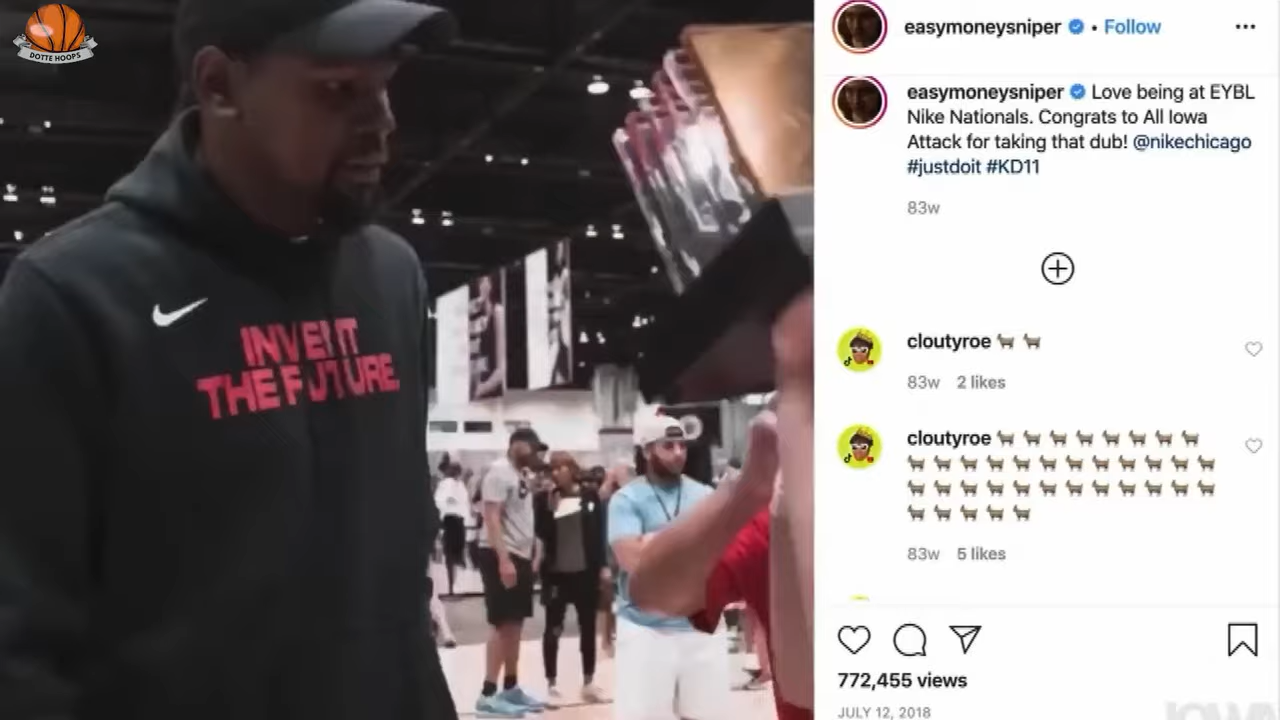 DOTTE HOOPS
INVENT
THE FUTURE.
easymoneysniper • Follow
easymoneysniper Love being at EYBL
Nike Nationals. Congrats to All Iowa
Attack for taking that dub! @nikechicago
#justdoit #KD11
83w
cloutyroe
83w 2 likes
cloutyroe
83w 5 likes
772,455 views
JULY 12, 2018
IOWA